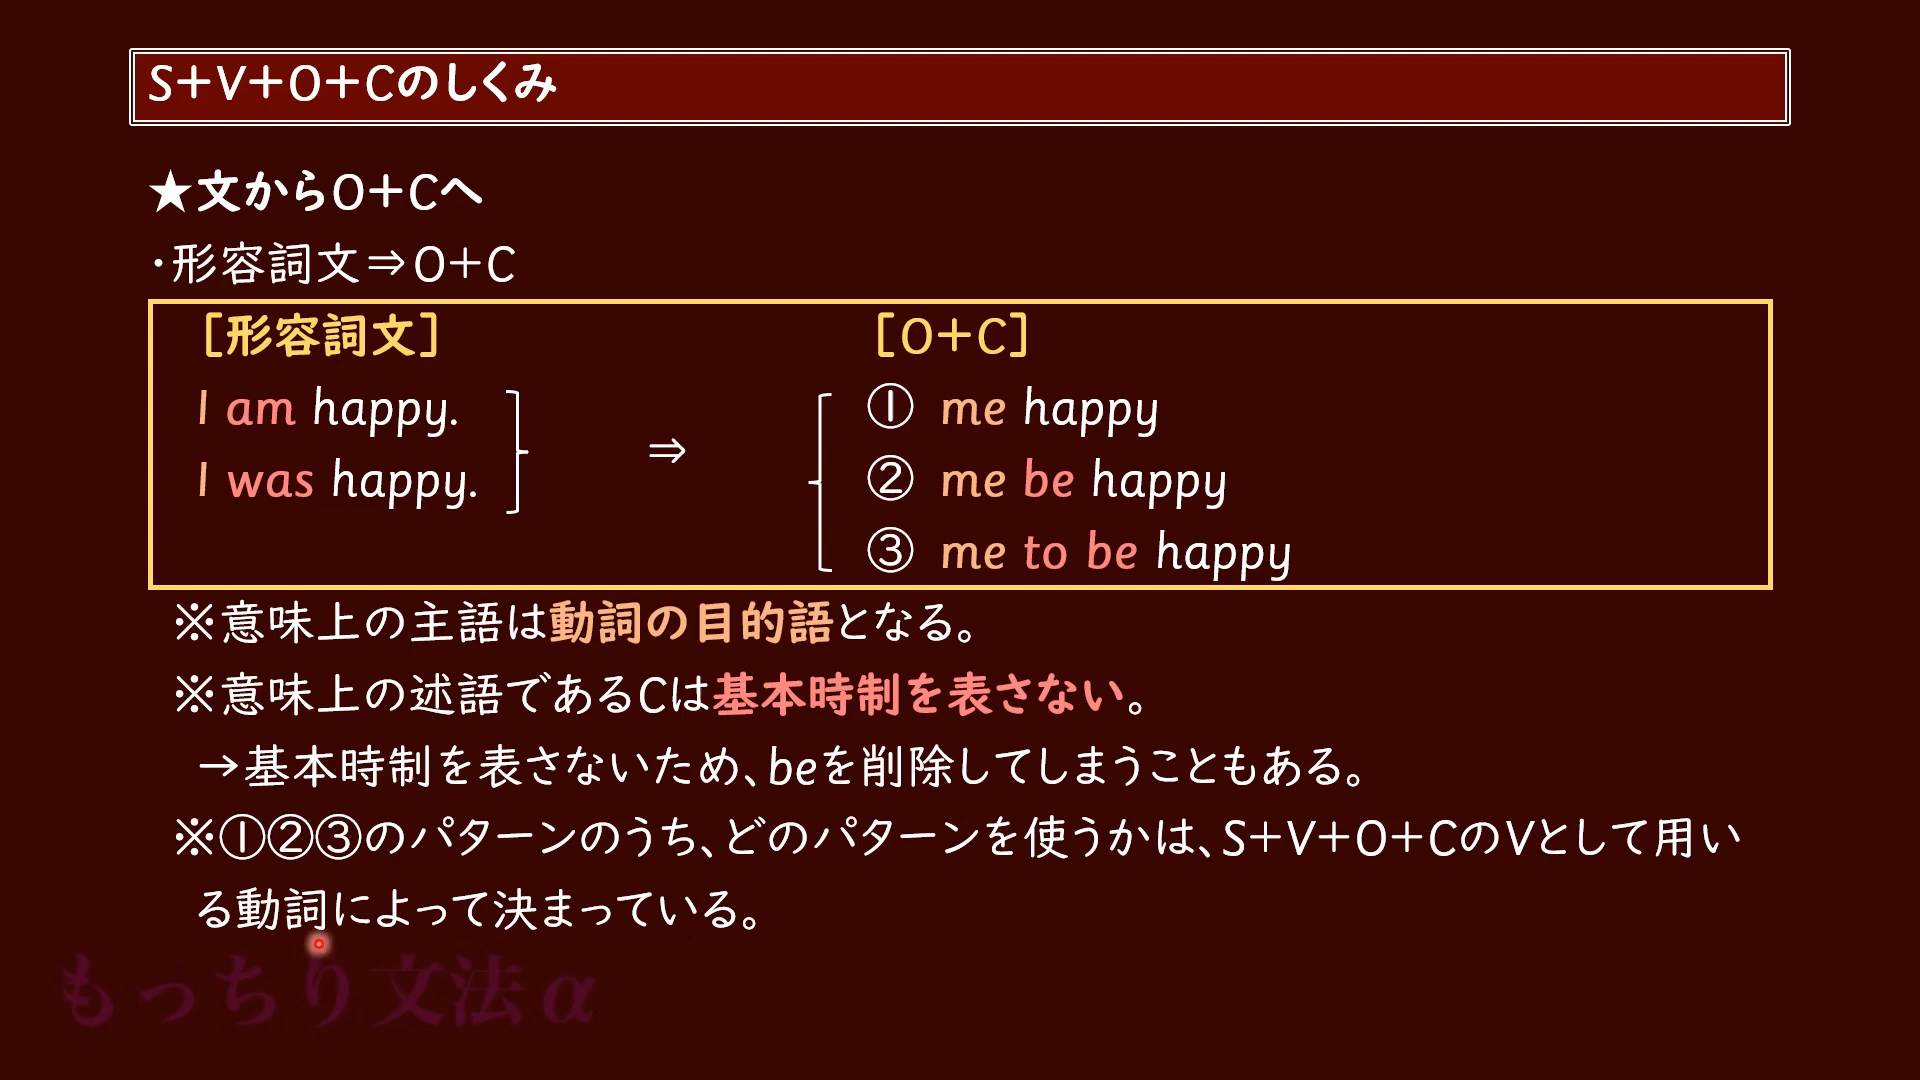 S+V+O+Cのしくみ
★文からO+Cへ
・形容詞文⇒O+C
[形容詞文] [O+C]
I am happy. ① me happy
⇒
I was happy. ② me be happy
③ me to be happy
※意味上の主語は動詞の目的語となる。
※意味上の述語であるCは基本時制を表さない。
→基本時制を表さないため、beを削除してしまうこともある。
※①②③のパターンのうち、どのパターンを使うかは、S+V+O+CのVとして用い
る動詞によって決まっている。
もっちり文法α